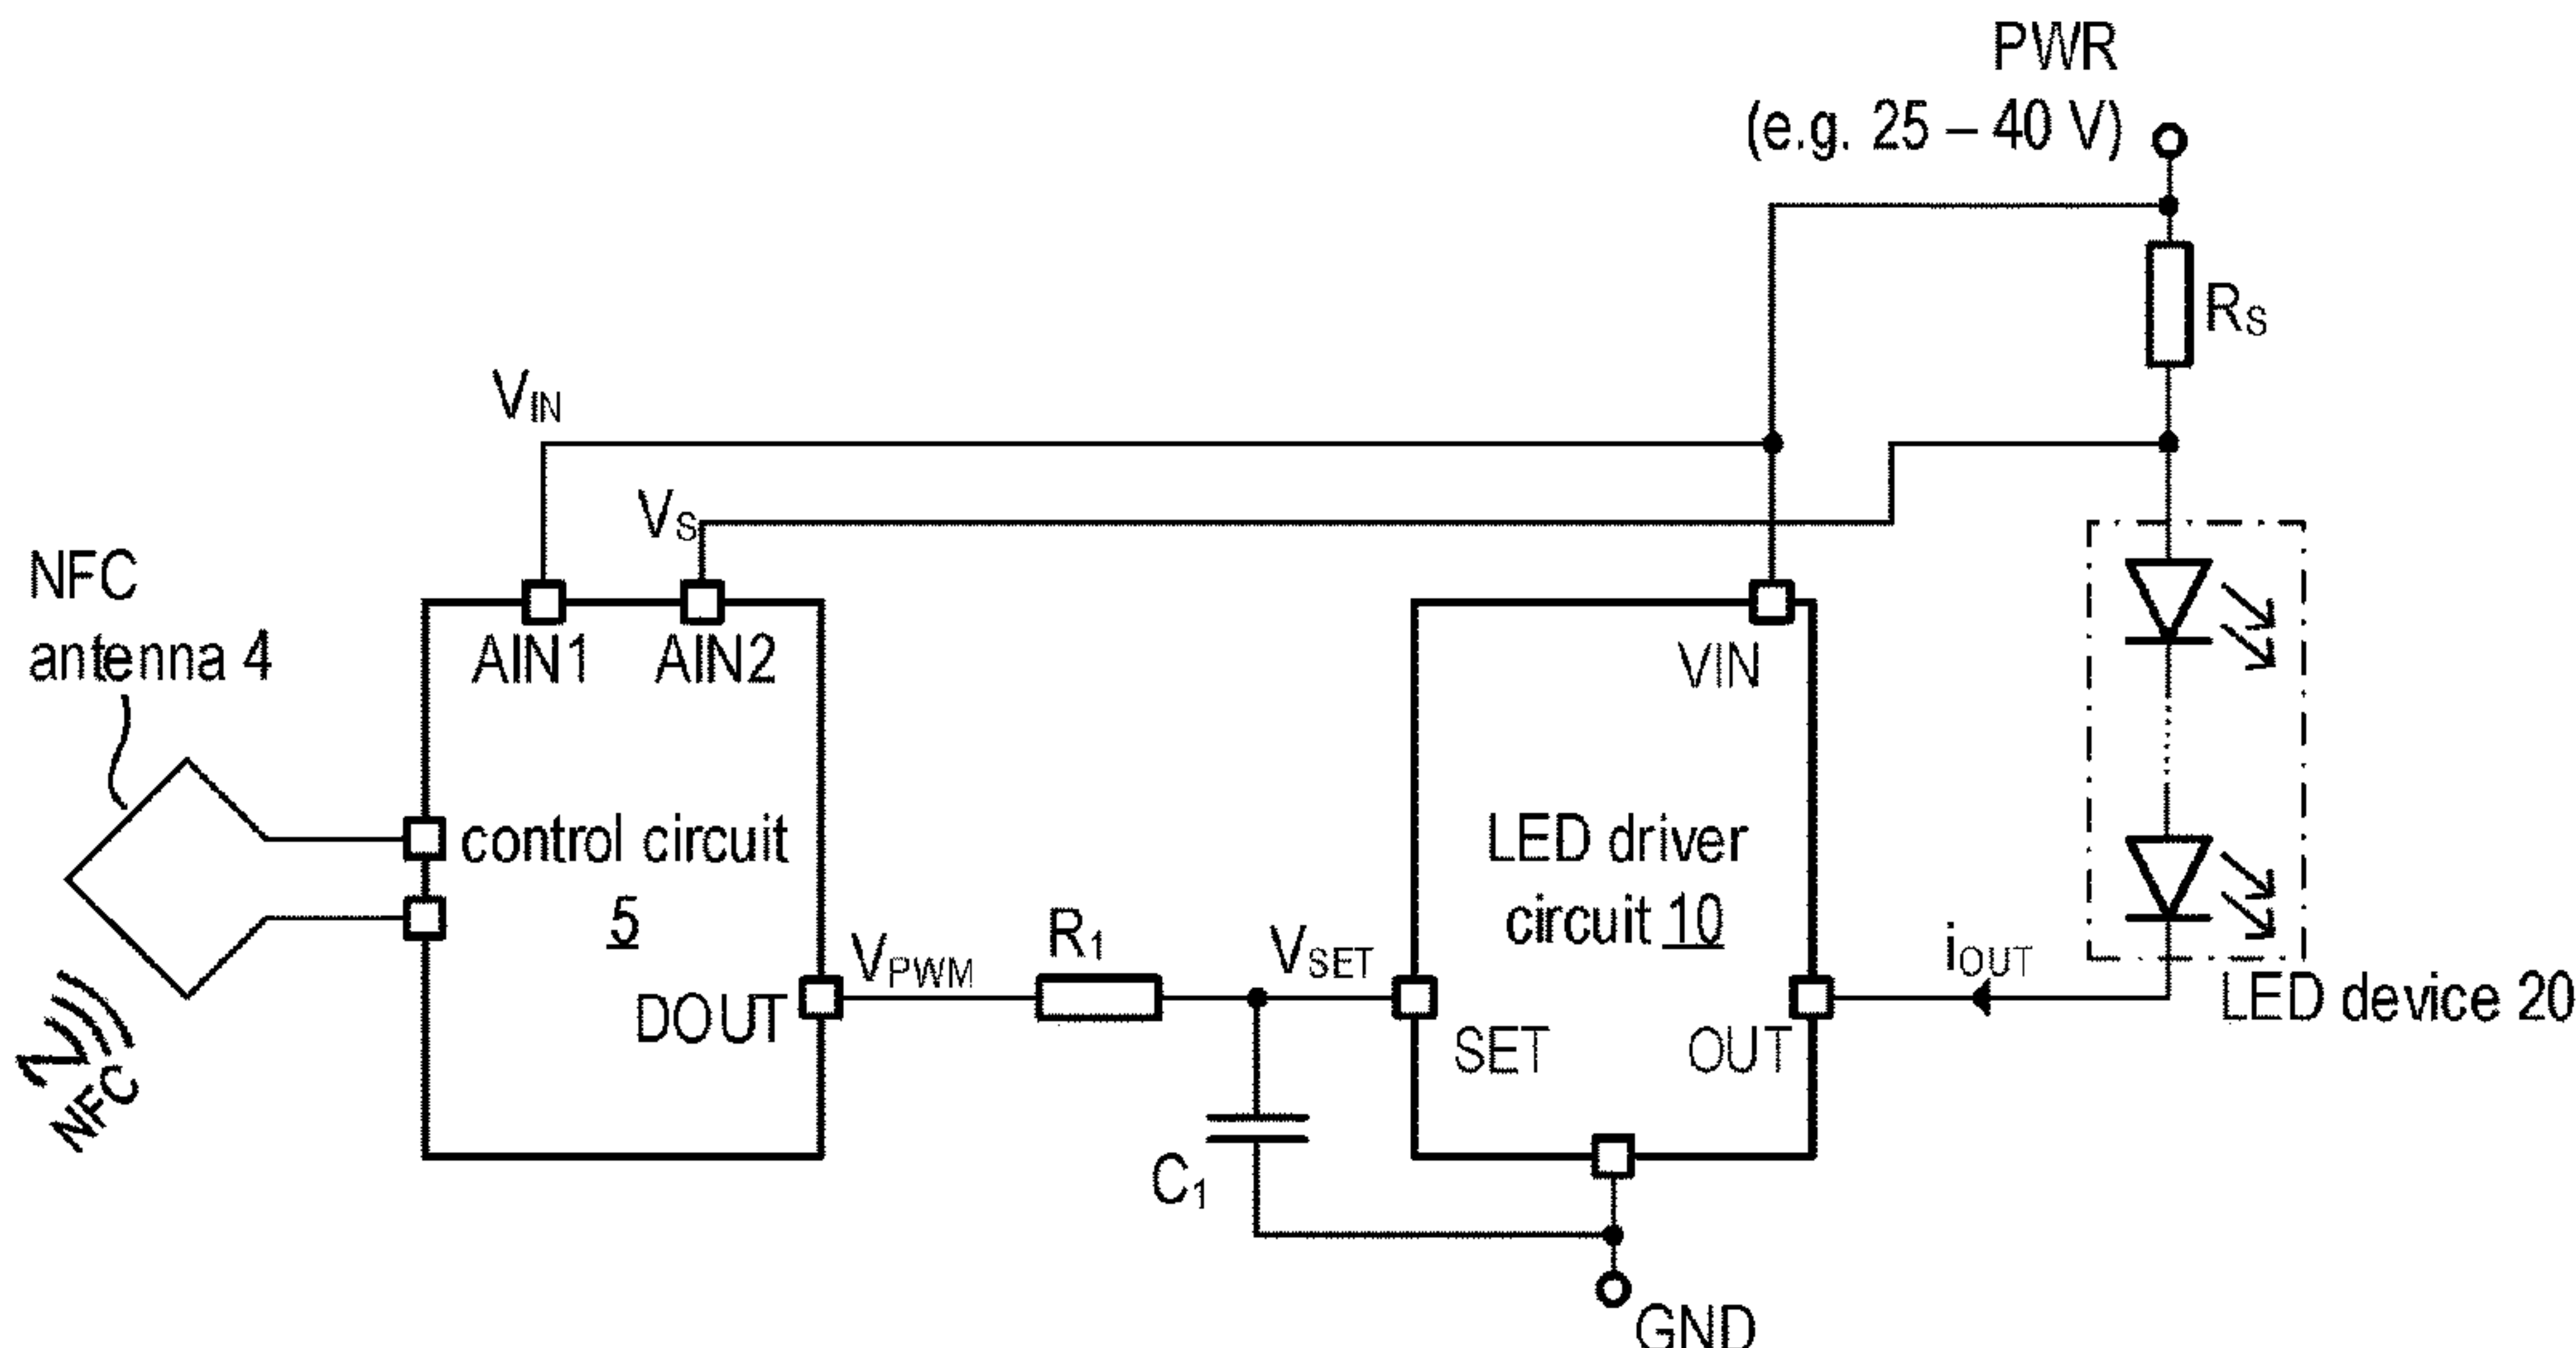 PWR
(e.g. 25 – 40 V)
RS
VIN
VS
NFC
antenna 4
AIN1 AIN2
VIN
control circuit
5
LED driver
circuit 10
VPWM
R1
VSET
iOUT
DOUT
SET
OUT
LED device 20
NFC
C1
GND